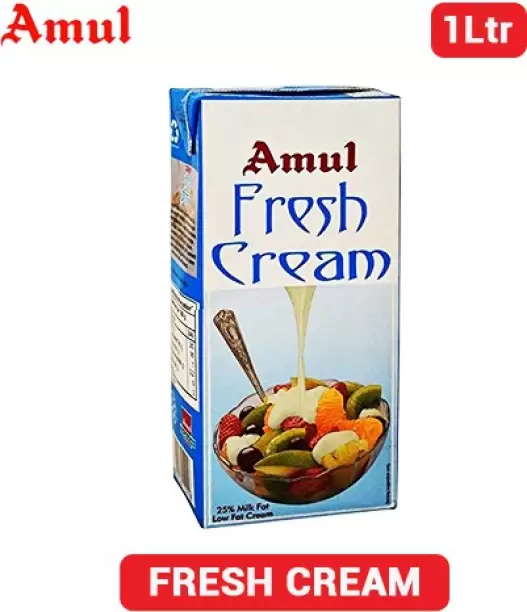 Amul
1Ltr
Amul
Fresh
Cream
25% Milk Fat
Low Fat Cream
FRESH CREAM